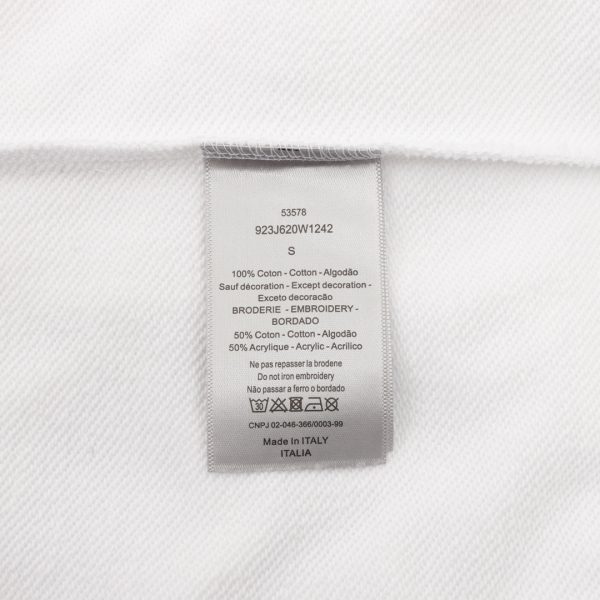 53578
923J620W1242
S
100% Coton - Cotton - Algodão
Sauf décoration - Except decoration -
Exceto decoracão
BRODERIE - EMBROIDERY -
BORDADO
50% Coton - Cotton - Algodão
50% Acrylique - Acrylic - Acrilico
Ne pas repasser la brodene
Do not iron embroidery
Não passar a ferro o bordado
30
CNPJ 02-046-366/0003-99
Made In ITALY
ITALIA